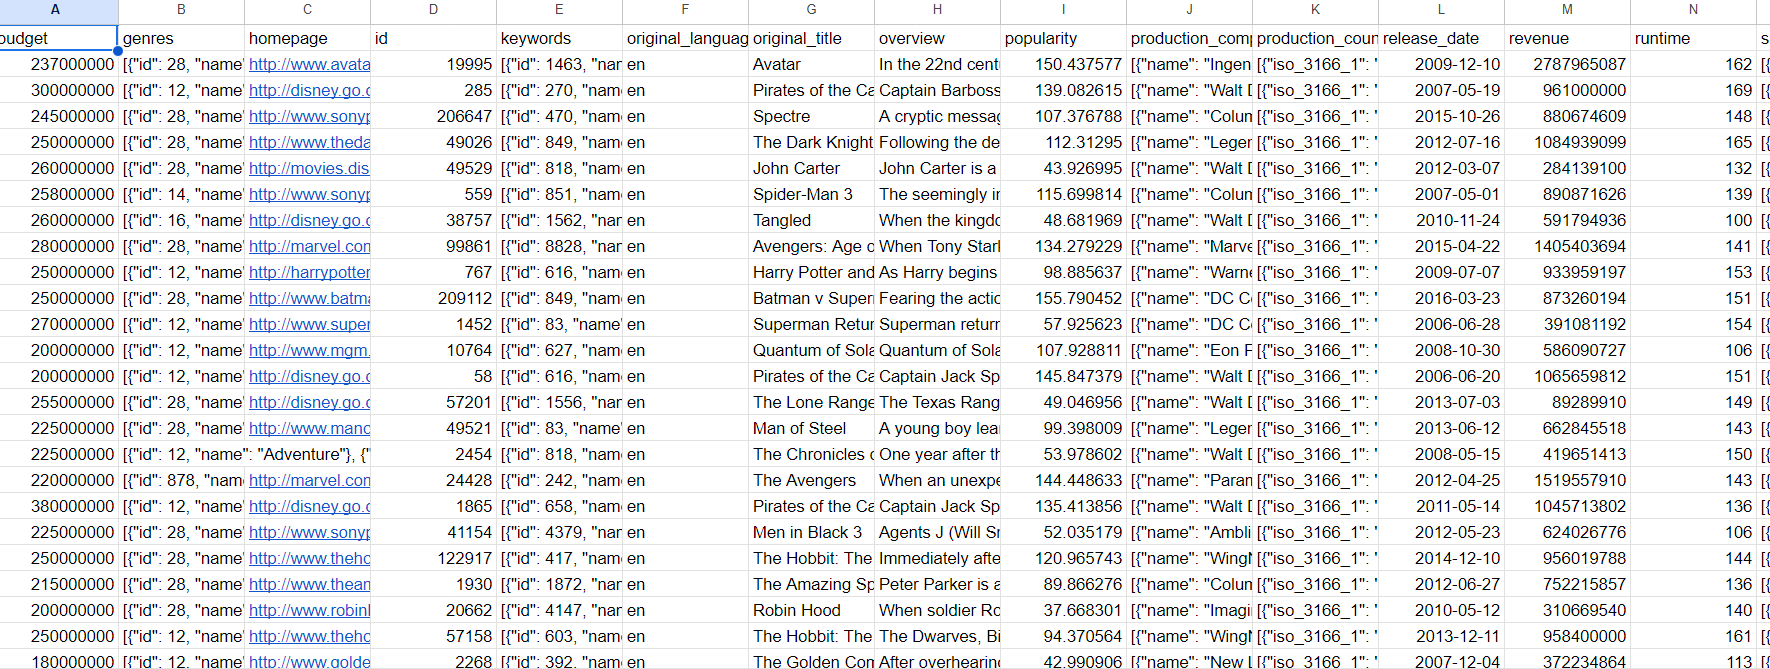 A B C D E F G H I J K L M N
budget genres homepage id keywords original_languag original_title overview popularity production_comp production_coun release_date revenue runtime s
237000000 [{"id": 28, "name" http://www.avata 19995 [{"id": 1463, "nam en Avatar In the 22nd cent 150.437577 [{"name": "Ingen [{"iso_3166_1": " 2009-12-10 2787965087 162 [{
300000000 [{"id": 12, "name" http://disney.go.c 285 [{"id": 270, "nam en Pirates of the Ca Captain Barboss 139.082615 [{"name": "Walt D [{"iso_3166_1": " 2007-05-19 961000000 169 [{
245000000 [{"id": 28, "name" http://www.sonyp 206647 [{"id": 470, "nam en Spectre A cryptic messag 107.376788 [{"name": "Colum [{"iso_3166_1": " 2015-10-26 880674609 148 [{
250000000 [{"id": 28, "name" http://www.theda 49026 [{"id": 849, "nam en The Dark Knight Following the de 112.31295 [{"name": "Legen [{"iso_3166_1": " 2012-07-16 1084939099 165 [{
260000000 [{"id": 28, "name" http://movies.dis 49529 [{"id": 818, "nam en John Carter John Carter is a 43.926995 [{"name": "Walt D [{"iso_3166_1": " 2012-03-07 284139100 132 [{
258000000 [{"id": 14, "name" http://www.sonyp 559 [{"id": 851, "nam en Spider-Man 3 The seemingly in 115.699814 [{"name": "Colum [{"iso_3166_1": " 2007-05-01 890871626 139 [{
260000000 [{"id": 16, "name" http://disney.go.c 38757 [{"id": 1562, "nam en Tangled When the kingdo 48.681969 [{"name": "Walt D [{"iso_3166_1": " 2010-11-24 591794936 100 [{
280000000 [{"id": 28, "name" http://marvel.con 99861 [{"id": 8828, "nam en Avengers: Age o When Tony Starl 134.279229 [{"name": "Marve [{"iso_3166_1": " 2015-04-22 1405403694 141 [{
250000000 [{"id": 12, "name" http://harrypotter 767 [{"id": 616, "nam en Harry Potter and As Harry begins 98.885637 [{"name": "Warne [{"iso_3166_1": " 2009-07-07 933959197 153 [{
250000000 [{"id": 28, "name" http://www.batma 209112 [{"id": 849, "nam en Batman v Super Fearing the actic 155.790452 [{"name": "DC Co [{"iso_3166_1": " 2016-03-23 873260194 151 [{
270000000 [{"id": 12, "name" http://www.super 1452 [{"id": 83, "name" en Superman Retur Superman return 57.925623 [{"name": "DC Co [{"iso_3166_1": " 2006-06-28 391081192 154 [{
200000000 [{"id": 12, "name" http://www.mgm. 10764 [{"id": 627, "nam en Quantum of Sola Quantum of Sola 107.928811 [{"name": "Eon P [{"iso_3166_1": " 2008-10-30 586090727 106 [{
200000000 [{"id": 12, "name" http://disney.go.c 58 [{"id": 616, "nam en Pirates of the Ca Captain Jack Sp 145.847379 [{"name": "Walt D [{"iso_3166_1": " 2006-06-20 1065659812 151 [{
255000000 [{"id": 28, "name" http://disney.go.c 57201 [{"id": 1556, "nam en The Lone Range The Texas Rang 49.046956 [{"name": "Walt D [{"iso_3166_1": " 2013-07-03 89289910 149 [{
225000000 [{"id": 28, "name" http://www.mano 49521 [{"id": 83, "name" en Man of Steel A young boy lea 99.398009 [{"name": "Legen [{"iso_3166_1": " 2013-06-12 662845518 143 [{
225000000 [{"id": 12, "name": "Adventure"}, {" 2454 [{"id": 818, "nam en The Chronicles o One year after th 53.978602 [{"name": "Walt D [{"iso_3166_1": " 2008-05-15 419651413 150 [{
220000000 [{"id": 878, "nam http://marvel.con 24428 [{"id": 242, "nam en The Avengers When an unexpe 144.448633 [{"name": "Param [{"iso_3166_1": " 2012-04-25 1519557910 143 [{
380000000 [{"id": 12, "name" http://disney.go.c 1865 [{"id": 658, "nam en Pirates of the Ca Captain Jack Sp 135.413856 [{"name": "Walt D [{"iso_3166_1": " 2011-05-14 1045713802 136 [{
225000000 [{"id": 28, "name" http://www.sonyp 41154 [{"id": 4379, "nam en Men in Black 3 Agents J (Will Sn 52.035179 [{"name": "Ambli [{"iso_3166_1": " 2012-05-23 624026776 106 [{
250000000 [{"id": 28, "name" http://www.theho 122917 [{"id": 417, "nam en The Hobbit: The Immediately afte 120.965743 [{"name": "WingN [{"iso_3166_1": " 2014-12-10 956019788 144 [{
215000000 [{"id": 28, "name" http://www.thean 1930 [{"id": 1872, "nam en The Amazing Sp Peter Parker is a 89.866276 [{"name": "Colum [{"iso_3166_1": " 2012-06-27 752215857 136 [{
200000000 [{"id": 28, "name" http://www.robinl 20662 [{"id": 4147, "nam en Robin Hood When soldier Ro 37.668301 [{"name": "Imagi [{"iso_3166_1": " 2010-05-12 310669540 140 [{
250000000 [{"id": 12, "name" http://www.theho 57158 [{"id": 603, "nam en The Hobbit: The The Dwarves, Bi 94.370564 [{"name": "WingN [{"iso_3166_1": " 2013-12-11 958400000 161 [{
180000000 [{"id": 12, "name" http://www.golde 2268 [{"id": 392, "nam en The Golden Con After overhearin 42.990906 [{"name": "New L [{"iso_3166_1": " 2007-12-04 372234864 113 [{